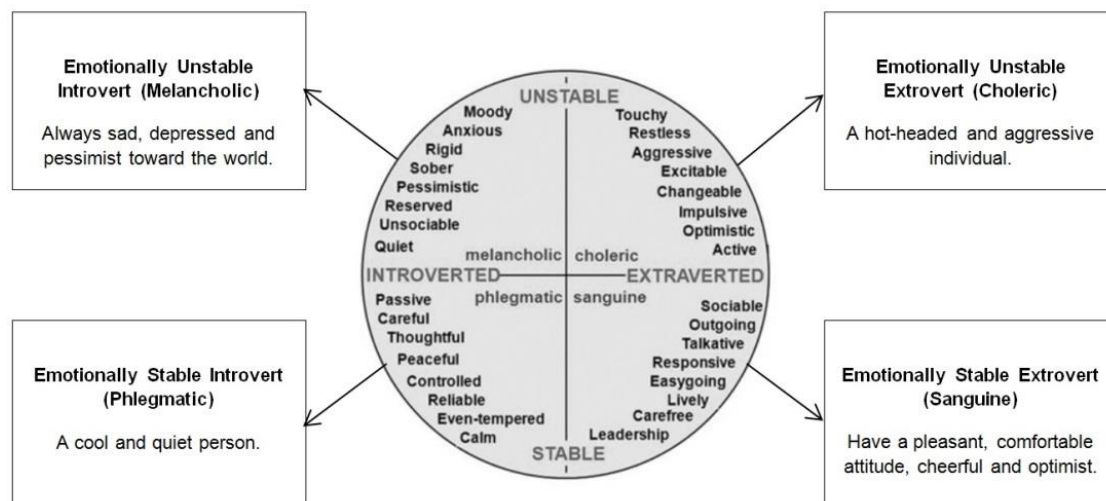 Emotionally Unstable
Introvert (Melancholic)
Always sad, depressed and
pessimist toward the world.
Emotionally Unstable
Extrovert (Choleric)
A hot-headed and aggressive
individual.
UNSTABLE
Moody
Anxious
Rigid
Sober
Pessimistic
Reserved
Unsociable
Quiet
Touchy
Restless
Aggressive
Excitable
Changeable
Impulsive
Optimistic
Active
melancholic
choleric
INTROVERTED
EXTRAVERTED
phlegmatic
sanguine
Passive
Careful
Thoughtful
Peaceful
Controlled
Reliable
Even-tempered
Calm
Sociable
Outgoing
Talkative
Responsive
Easygoing
Lively
Carefree
Leadership
STABLE
Emotionally Stable Introvert
(Phlegmatic)
A cool and quiet person.
Emotionally Stable Extrovert
(Sanguine)
Have a pleasant, comfortable
attitude, cheerful and optimist.